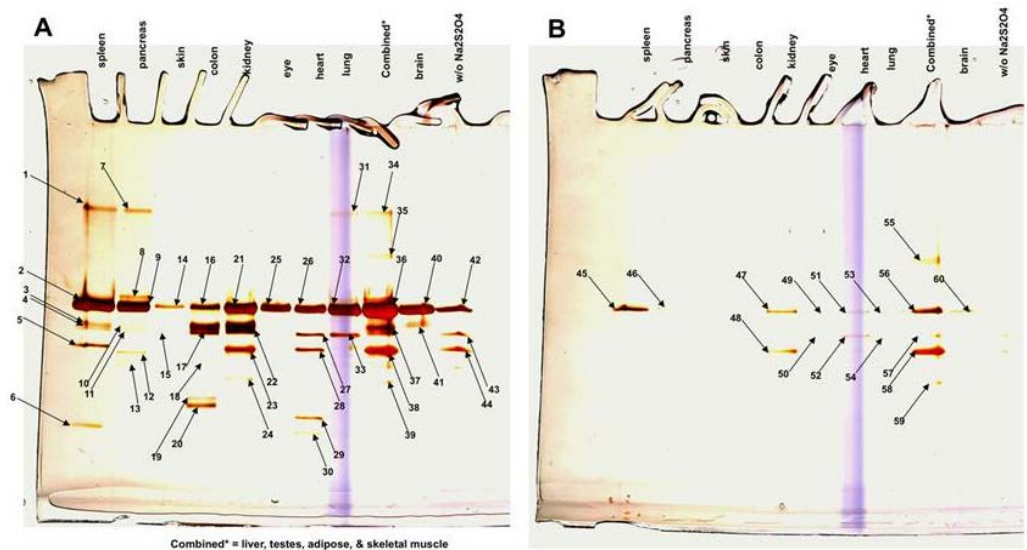 A
spleen
pancreas
skin
colon
kidney
eye
heart
lung
Combined*
brain
w/o Na2S2O4
1
7
31
34
35
2
8
9
14
16
21
25
26
32
36
40
42
3
4
5
10
11
12
13
15
17
22
27
33
37
41
43
6
18
19
20
23
24
28
38
39
44
29
30
B
spleen
pancreas
skin
colon
kidney
eye
heart
lung
Combined*
brain
w/o Na2S2O4
55
45
46
47
49
51
53
56
60
48
50
52
54
57
58
59
Combined* = liver, testes, adipose, & skeletal muscle